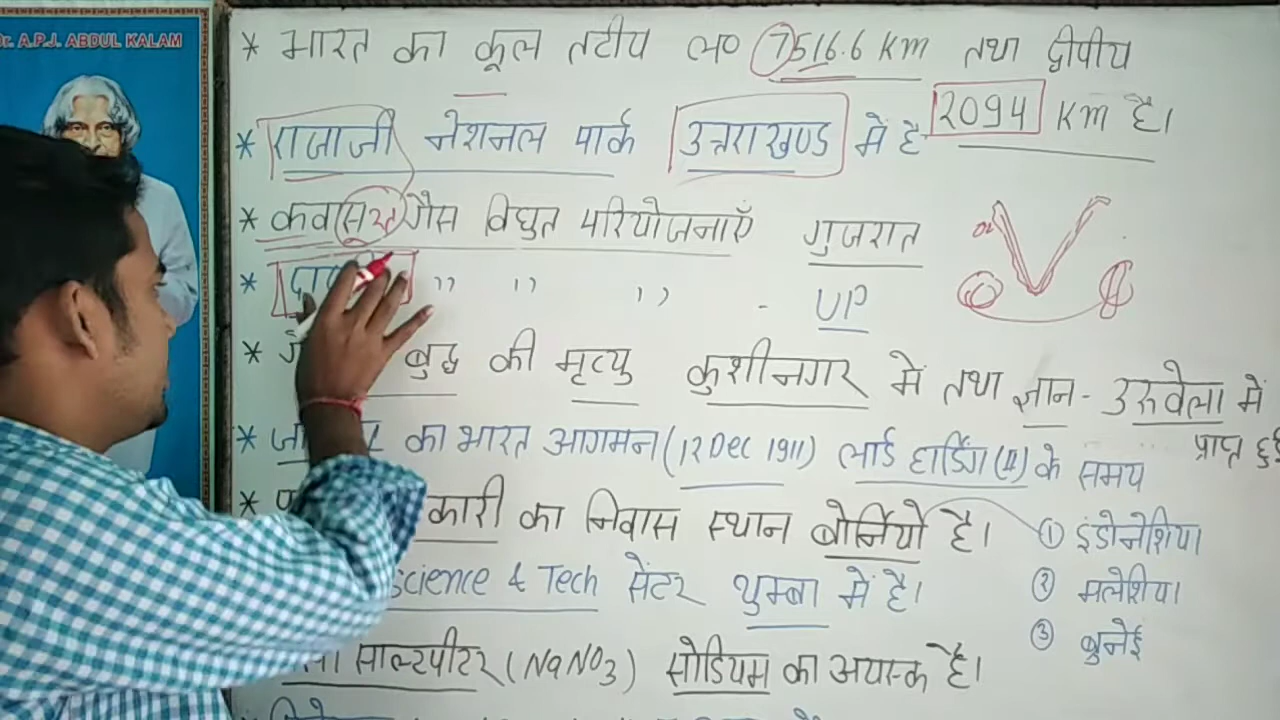 Dr. A.P.J. ABDUL KALAM
* भारत का कूल तटीय ल० 7516.6 KM तथा द्वीपीय
2094 KM है।
* राजाजी नेशनल पार्क उत्तराखण्ड में है
* कवास गैस विघुत परियोजनाएँ गुजरात
* " " " - UP
* बुद्ध की मृत्यु कुशीनगर में तथा ज्ञान - उरुवेला में
प्राप्त हुई
* का भारत आगमन (12 Dec 1911) लार्ड हार्डिंग (II) के समय
* कारी का निवास स्थान बोर्नियो है।
① इंडोनेशिया
Science & Tech सेंटर थुम्बा में है।
② मलेशिया
③ ब्रुनेई
साल्टपीटर (NaNO3) सोडियम का अयस्क है।